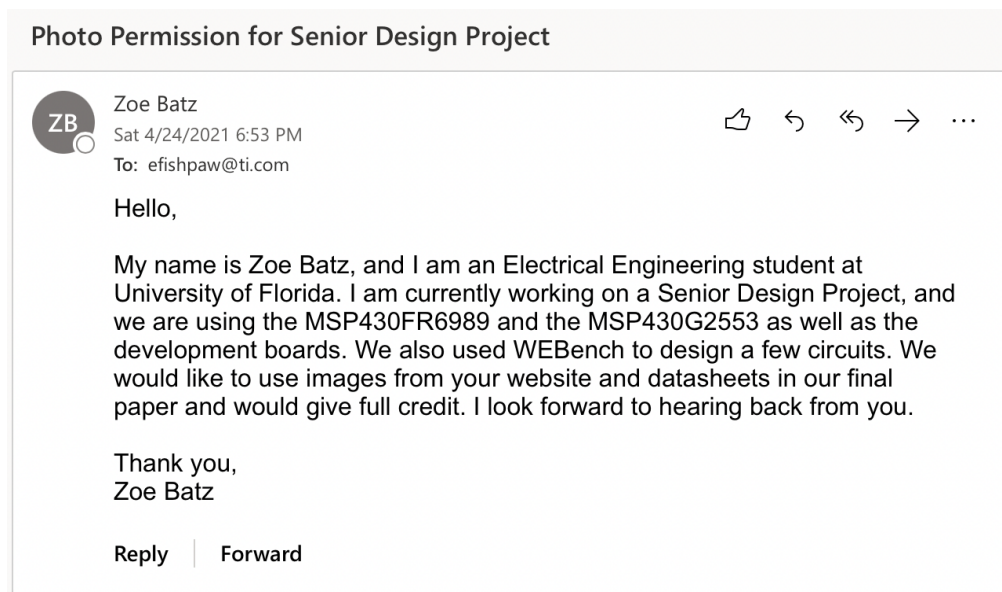 Photo Permission for Senior Design Project
ZB
Zoe Batz
Sat 4/24/2021 6:53 PM
To: efishpaw@ti.com
Hello,
My name is Zoe Batz, and I am an Electrical Engineering student at
University of Florida. I am currently working on a Senior Design Project, and
we are using the MSP430FR6989 and the MSP430G2553 as well as the
development boards. We also used WEBench to design a few circuits. We
would like to use images from your website and datasheets in our final
paper and would give full credit. I look forward to hearing back from you.
Thank you,
Zoe Batz
Reply Forward